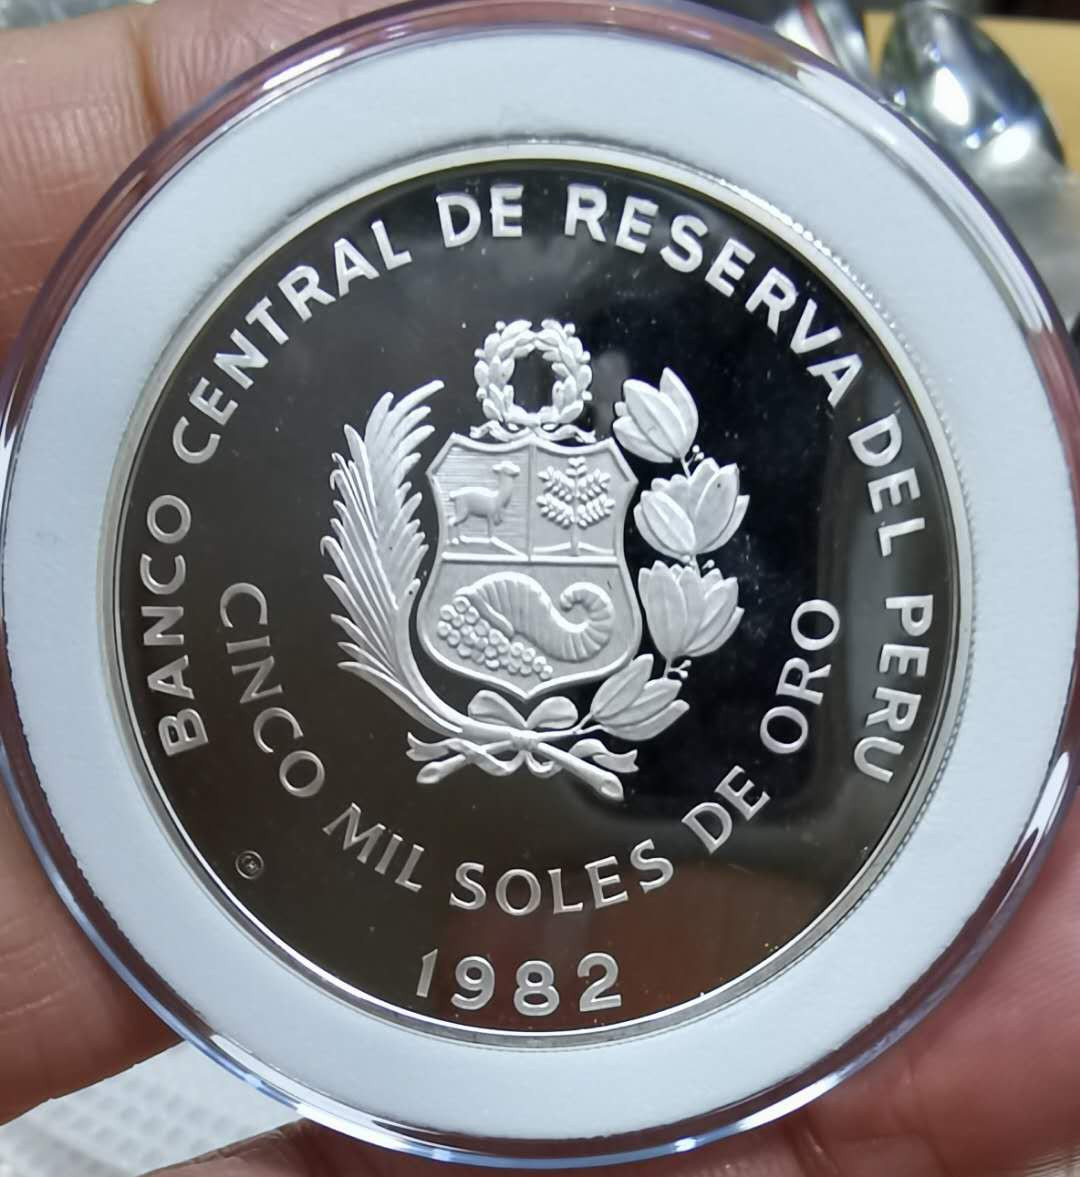 BANCO CENTRAL DE RESERVA DEL PERU
CINCO MIL SOLES DE ORO
1982